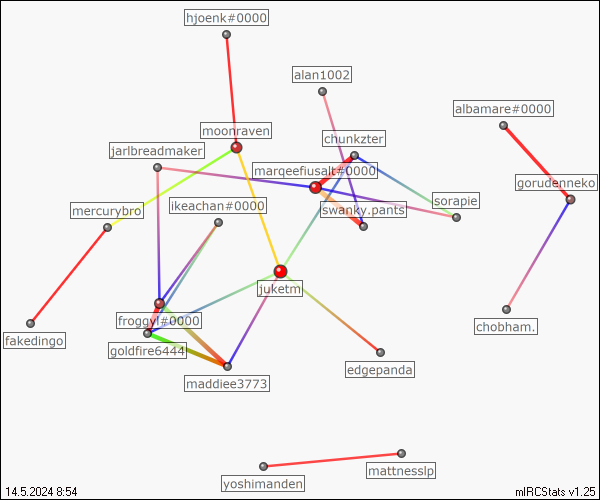 hjoenk#0000
alan1002
albamare#0000
moonraven
chunkzter
jarlbreadmaker
marqeefiusalt#0000
gorudenneko
sorapie
mercurybro
ikeachan#0000
swanky.pants
juketm
froggyl#0000
chobham.
fakedingo
goldfire6444
edgepanda
maddiee3773
mattnesslp
yoshimanden
14.5.2024 8:54
mIRCStats v1.25